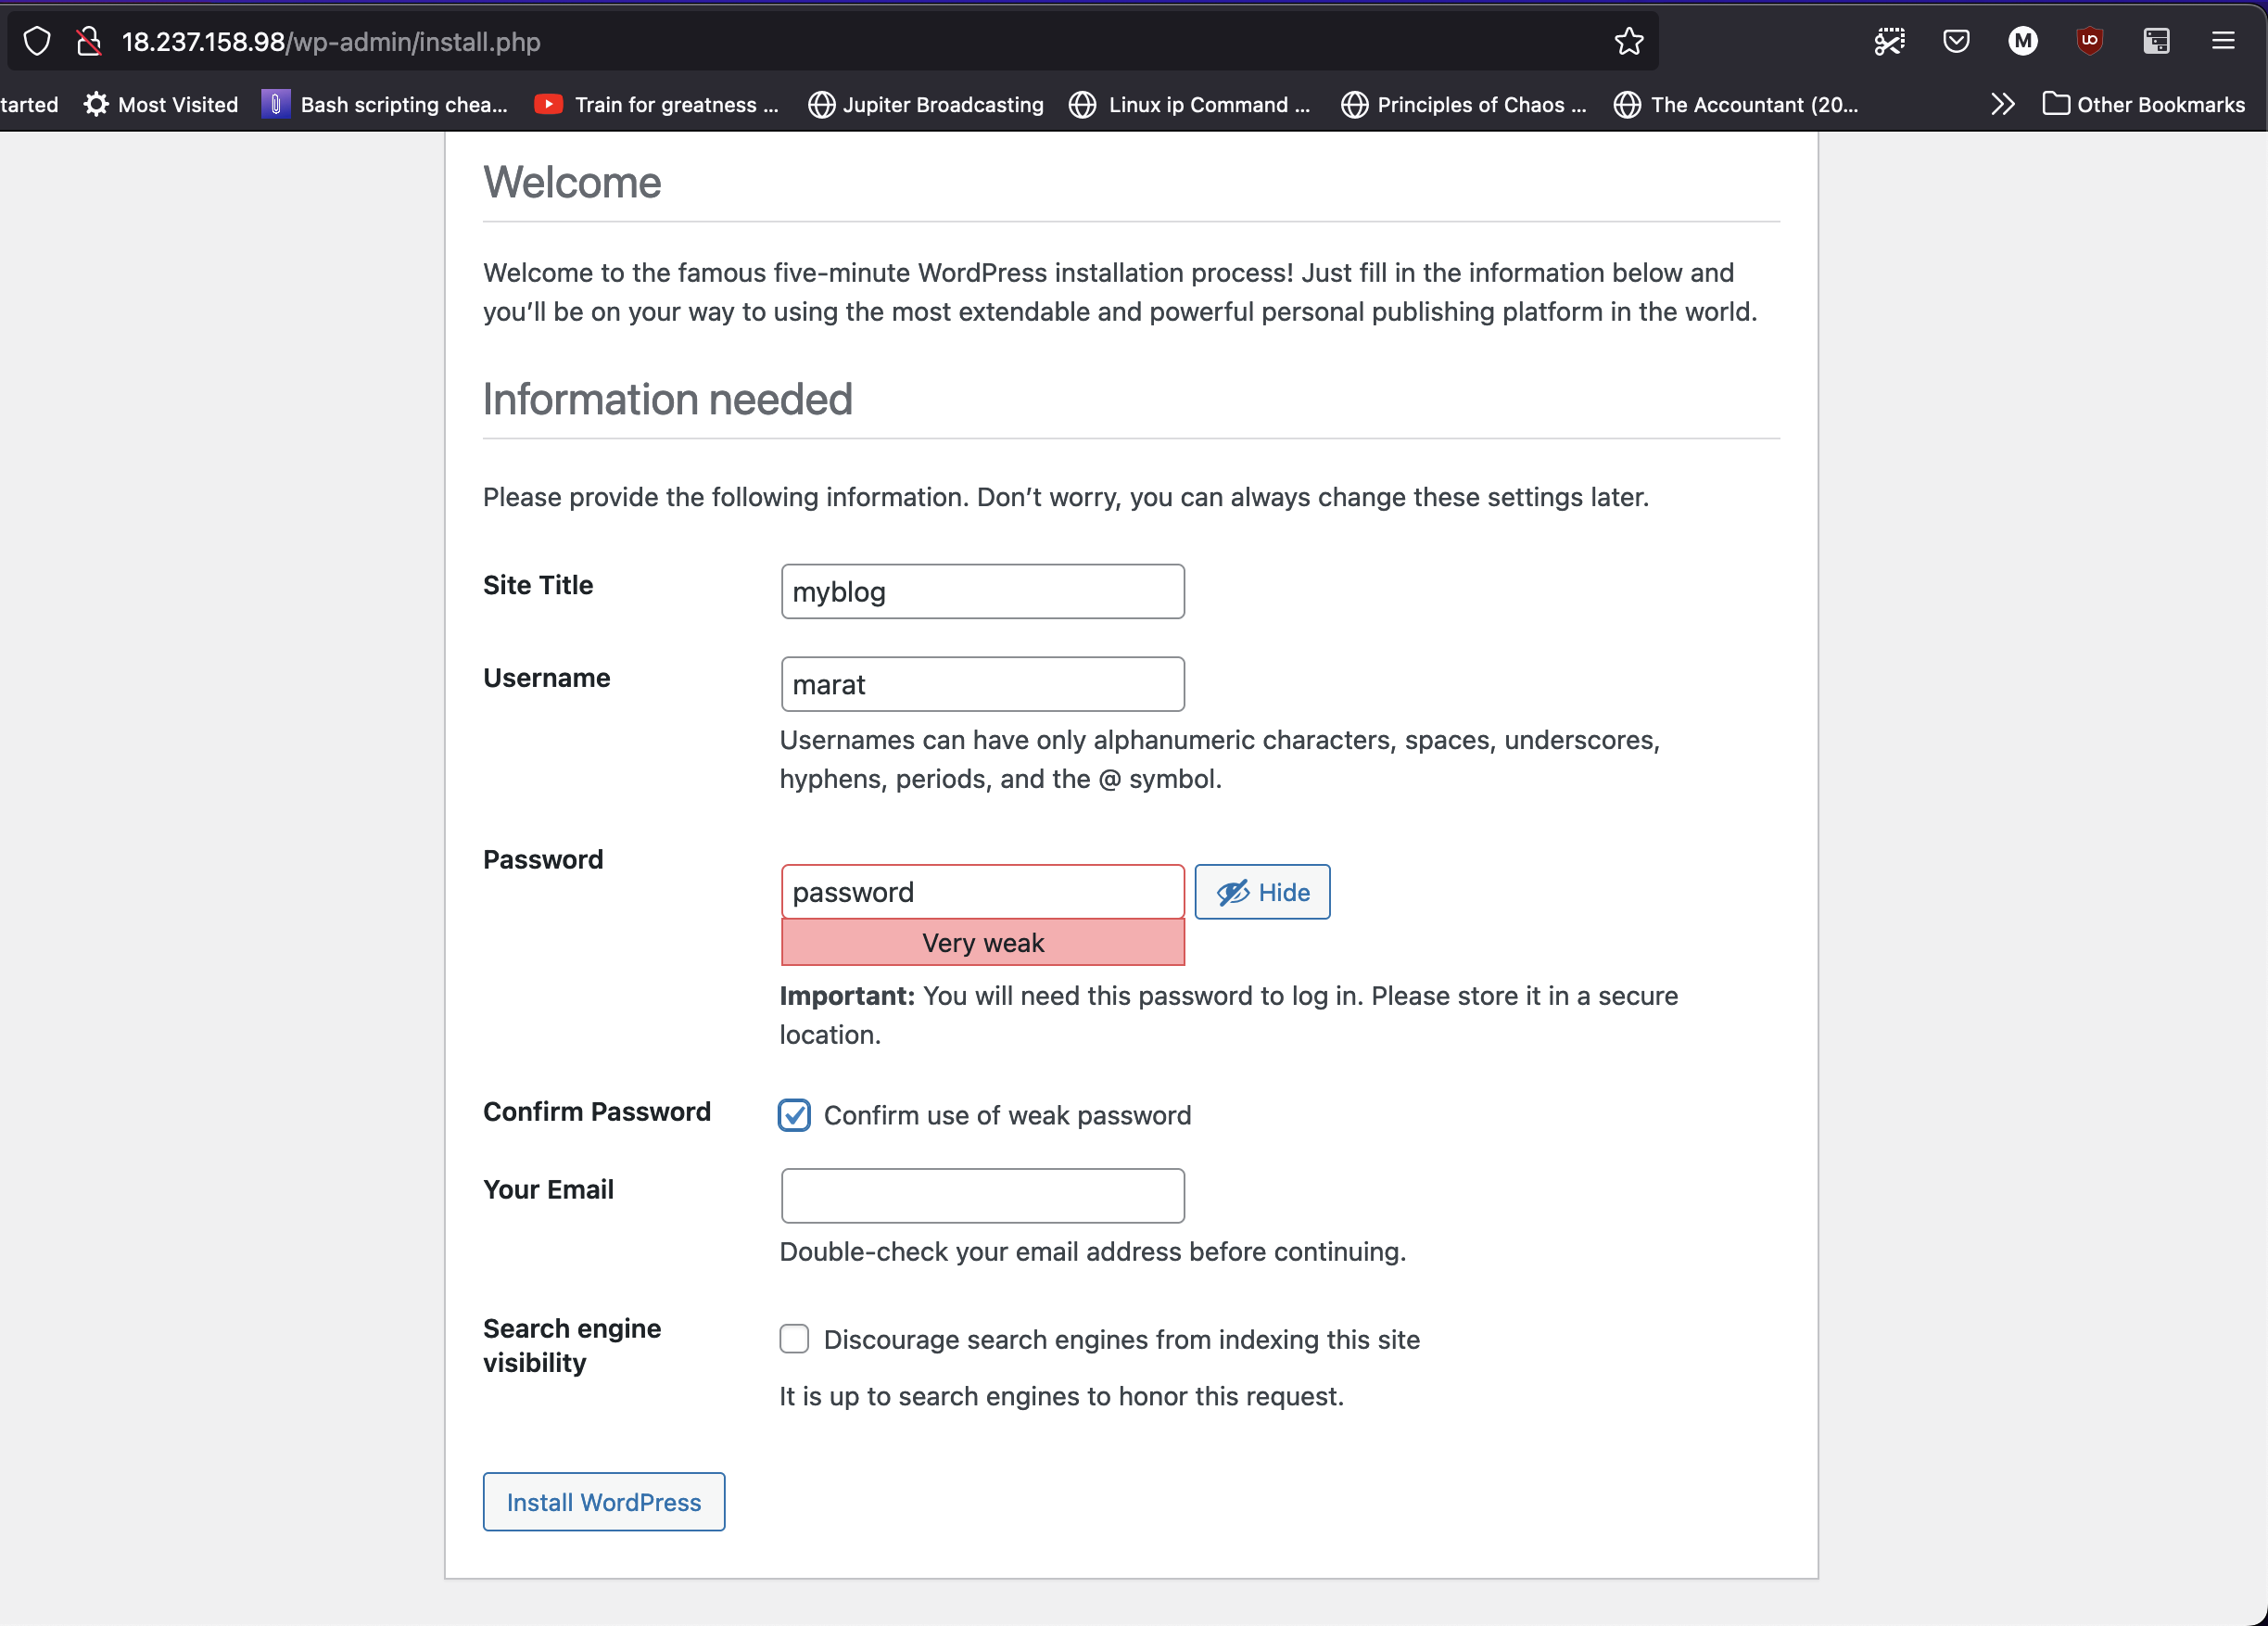 18.237.158.98/wp-admin/install.php
M
UO
tarted Most Visited Bash scripting chea... Train for greatness ... Jupiter Broadcasting Linux ip Command ... Principles of Chaos ... The Accountant (20... Other Bookmarks
Welcome
Welcome to the famous five-minute WordPress installation process! Just fill in the information below and
you’ll be on your way to using the most extendable and powerful personal publishing platform in the world.
Information needed
Please provide the following information. Don’t worry, you can always change these settings later.
Site Title myblog
Username marat
Usernames can have only alphanumeric characters, spaces, underscores,
hyphens, periods, and the @ symbol.
Password
password Hide
Very weak
Important: You will need this password to log in. Please store it in a secure
location.
Confirm Password Confirm use of weak password
Your Email
Double-check your email address before continuing.
Search engine
visibility
Discourage search engines from indexing this site
It is up to search engines to honor this request.
Install WordPress